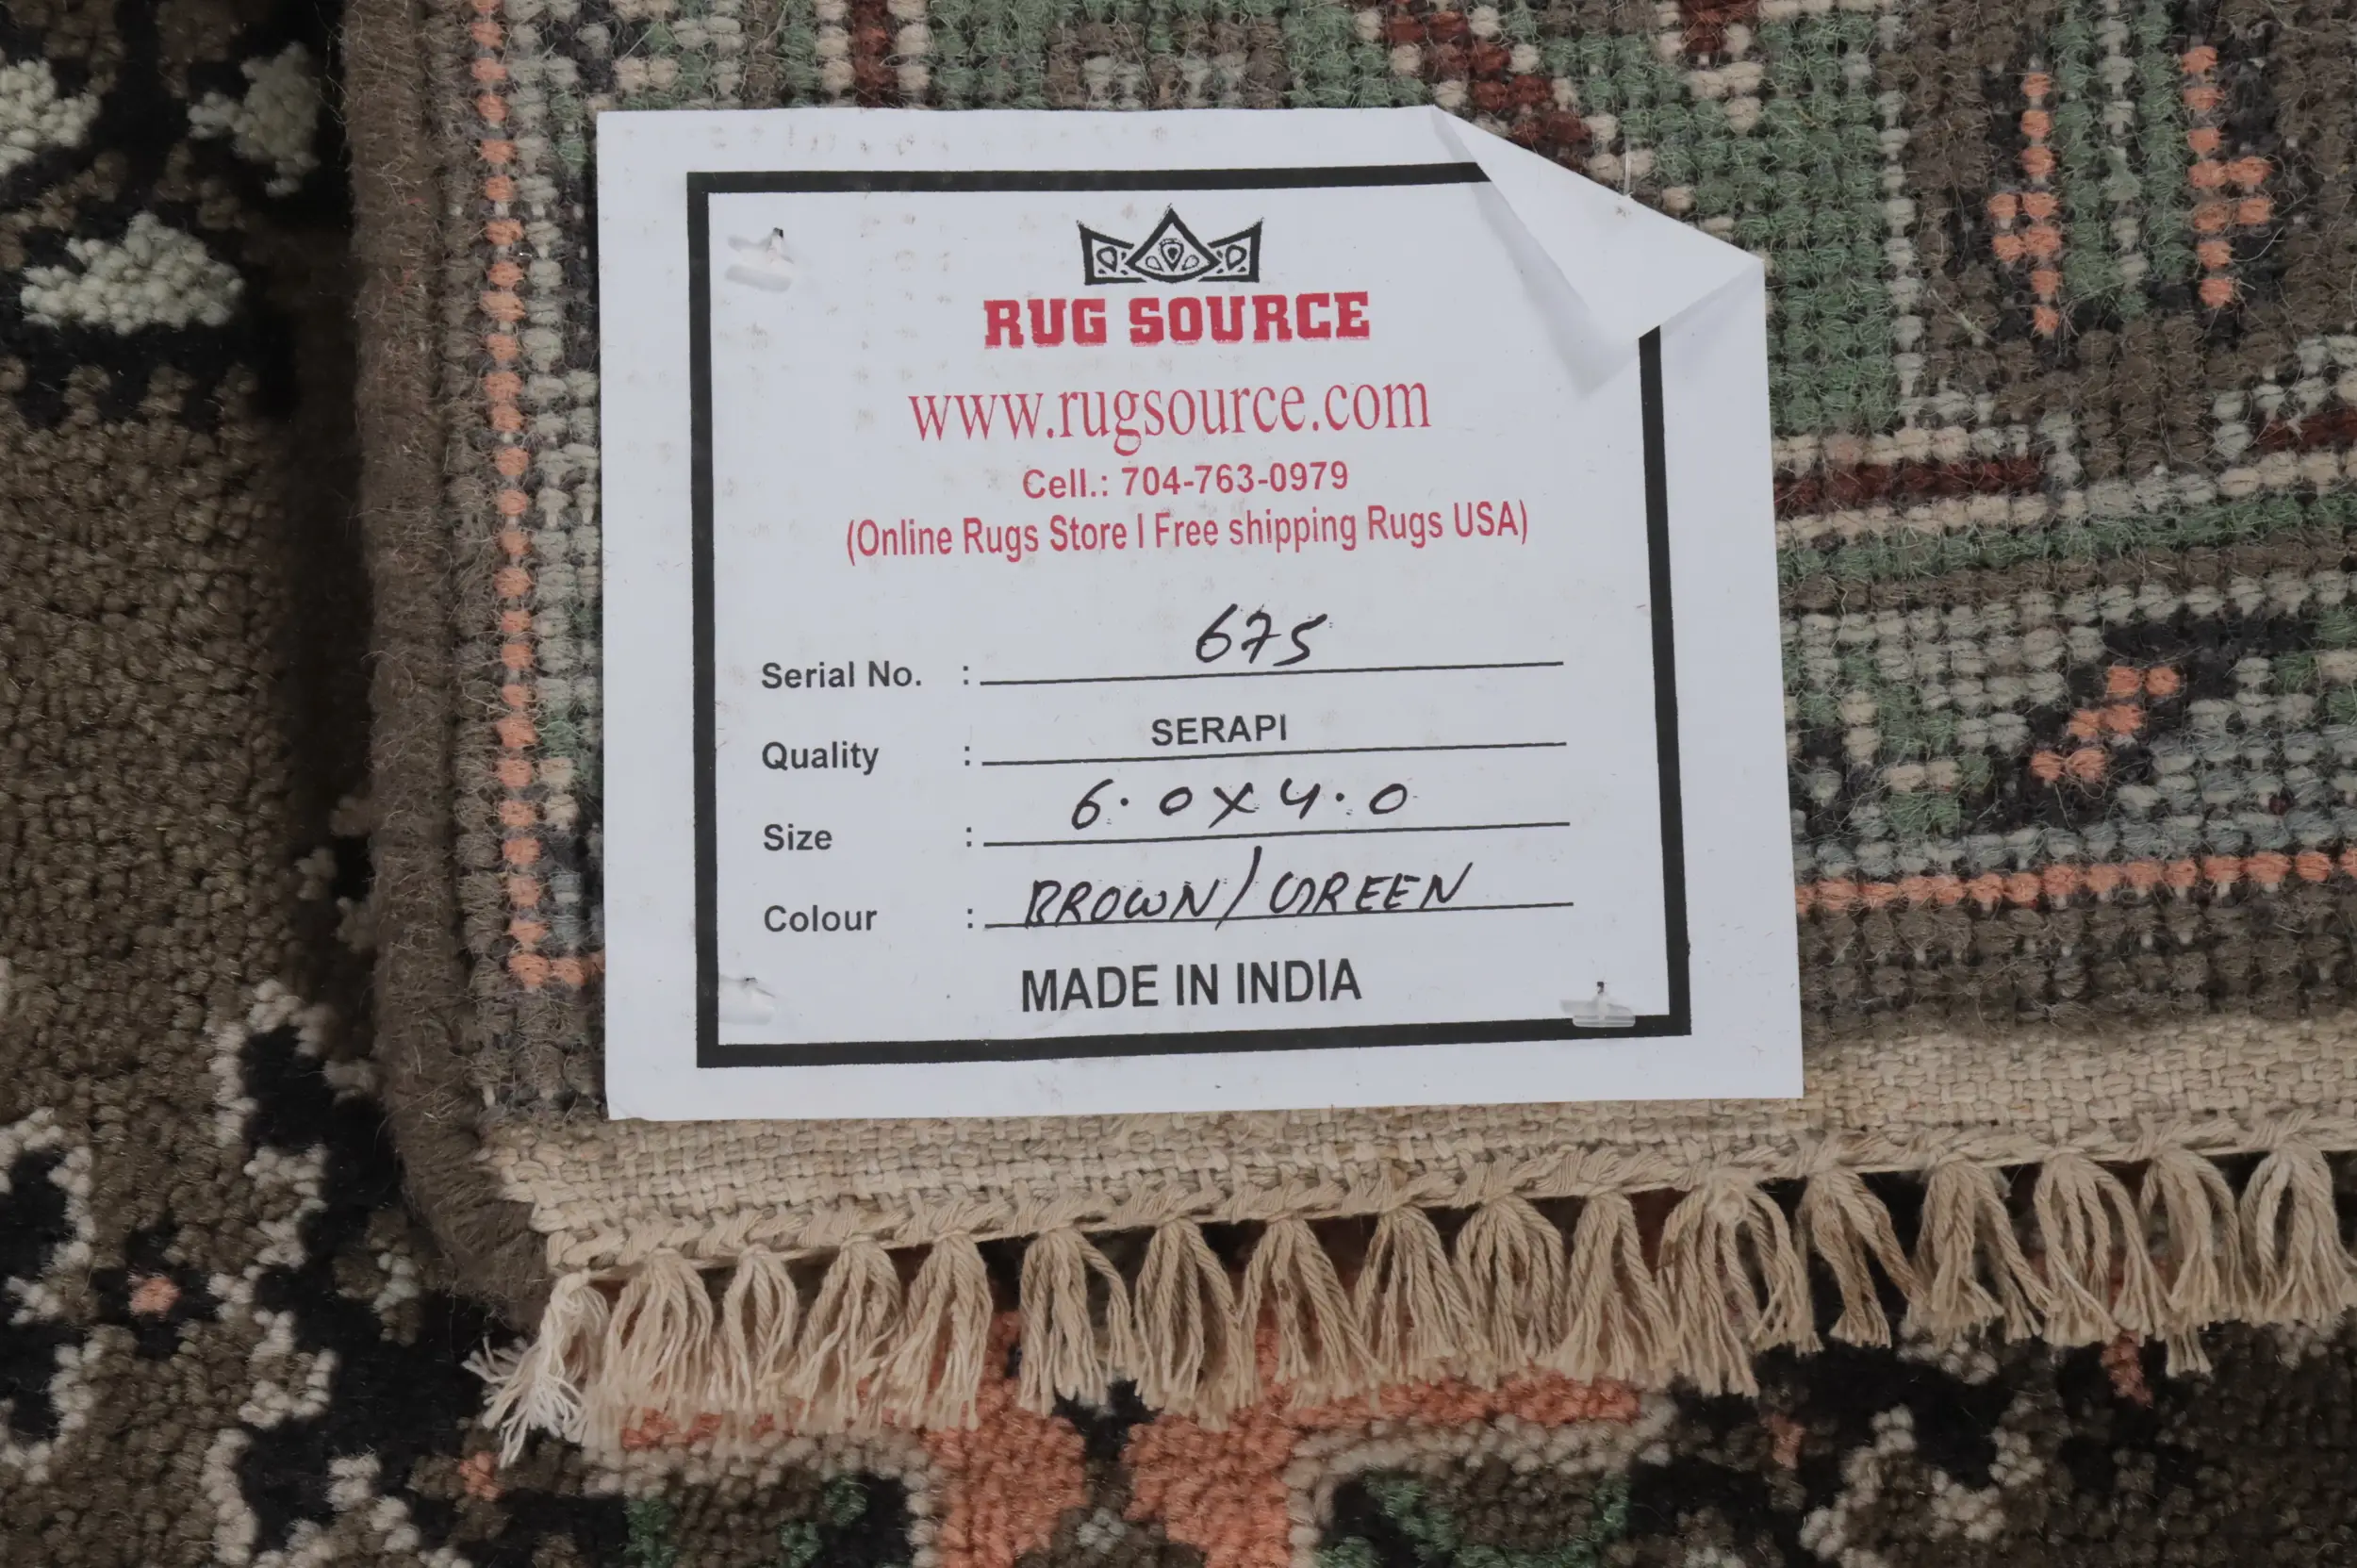 RUG SOURCE
www.rugsource.com
Cell.: 704-763-0979
(Online Rugs Store I Free shipping Rugs USA)
Serial No. : 675
Quality : SERAPI
Size : 6.0X4.0
Colour : BROWN/GREEN
MADE IN INDIA